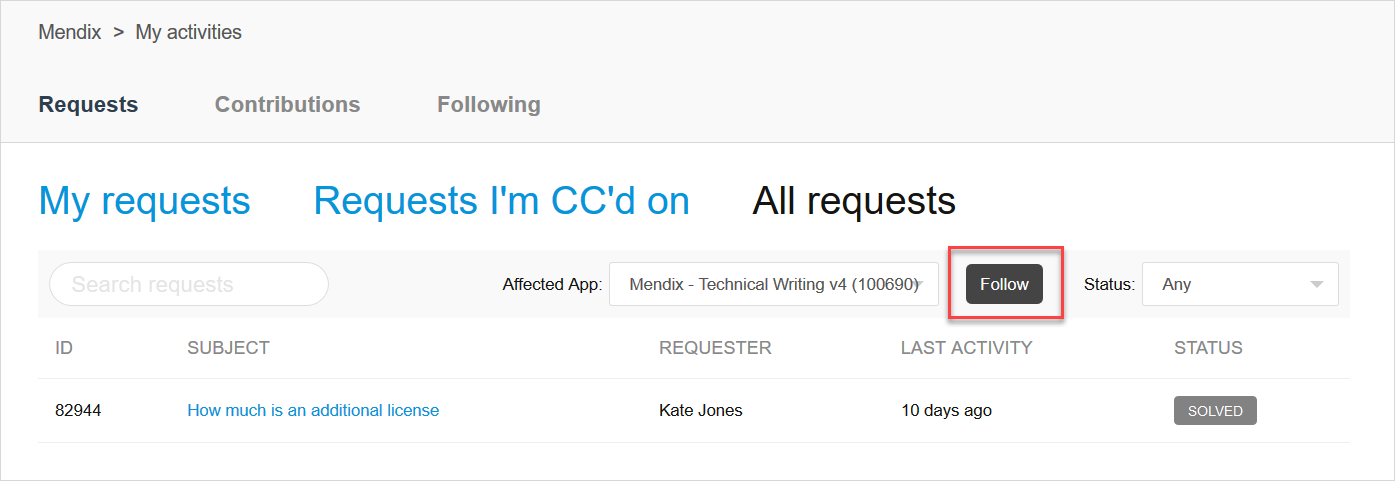 Mendix > My activities
Requests Contributions Following
My requests Requests I'm CC'd on All requests
Search requests Affected App: Mendix - Technical Writing v4 (100690) Follow Status: Any
ID SUBJECT REQUESTER LAST ACTIVITY STATUS
82944 How much is an additional license Kate Jones 10 days ago SOLVED